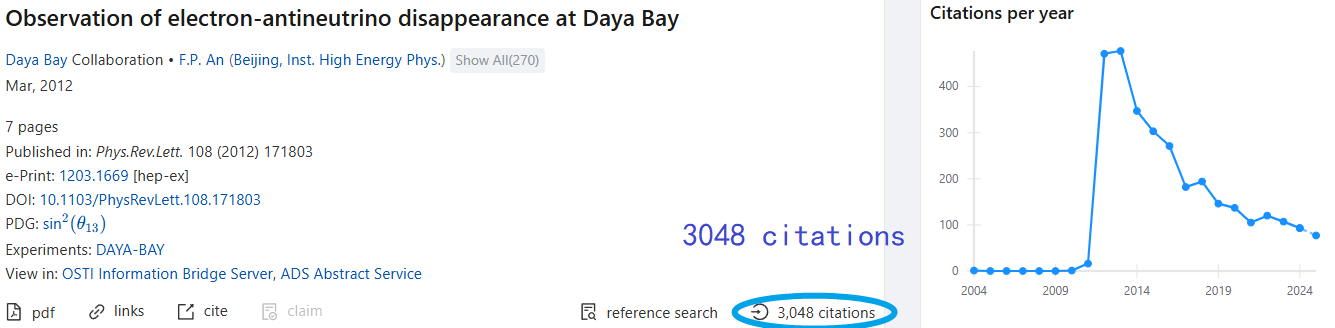 Observation of electron-antineutrino disappearance at Daya Bay
Daya Bay Collaboration • F.P. An (Beijing, Inst. High Energy Phys.) Show All(270)
Mar, 2012
7 pages
Published in: Phys.Rev.Lett. 108 (2012) 171803
e-Print: 1203.1669 [hep-ex]
DOI: 10.1103/PhysRevLett.108.171803
PDG: sin²(θ₁₃)
Experiments: DAYA-BAY
View in: OSTI Information Bridge Server, ADS Abstract Service
pdf links cite claim reference search 3,048 citations
3048 citations
Citations per year
400
300
200
100
0
2004 2009 2014 2019 2024